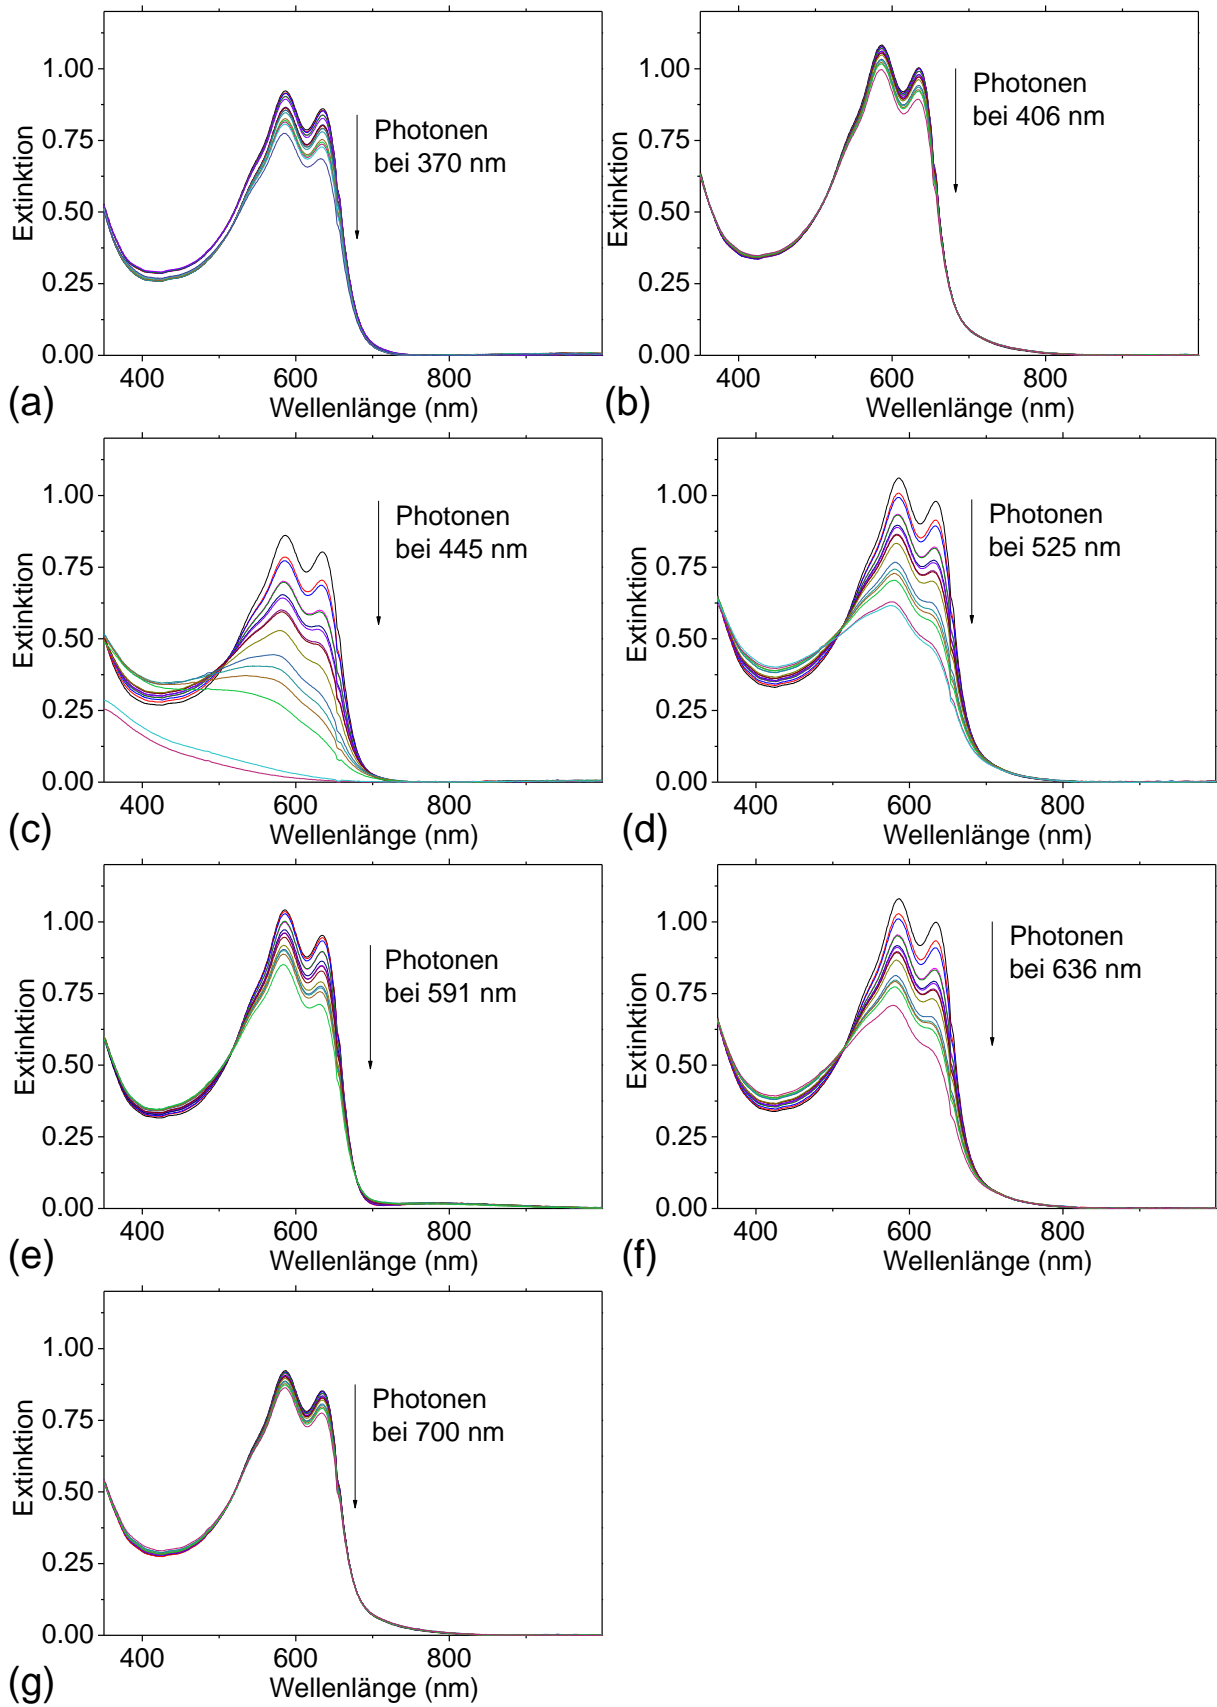 1.00
0.75
0.50
0.25
0.00
Extinktion
Photonen
bei 370 nm
400 600 800
Wellenlänge (nm)
(a)
1.00
0.75
0.50
0.25
0.00
Extinktion
Photonen
bei 406 nm
400 600 800
Wellenlänge (nm)
(b)
1.00
0.75
0.50
0.25
0.00
Extinktion
Photonen
bei 445 nm
400 600 800
Wellenlänge (nm)
(c)
1.00
0.75
0.50
0.25
0.00
Extinktion
Photonen
bei 525 nm
400 600 800
Wellenlänge (nm)
(d)
1.00
0.75
0.50
0.25
0.00
Extinktion
Photonen
bei 591 nm
400 600 800
Wellenlänge (nm)
(e)
1.00
0.75
0.50
0.25
0.00
Extinktion
Photonen
bei 636 nm
400 600 800
Wellenlänge (nm)
(f)
1.00
0.75
0.50
0.25
0.00
Extinktion
Photonen
bei 700 nm
400 600 800
Wellenlänge (nm)
(g)